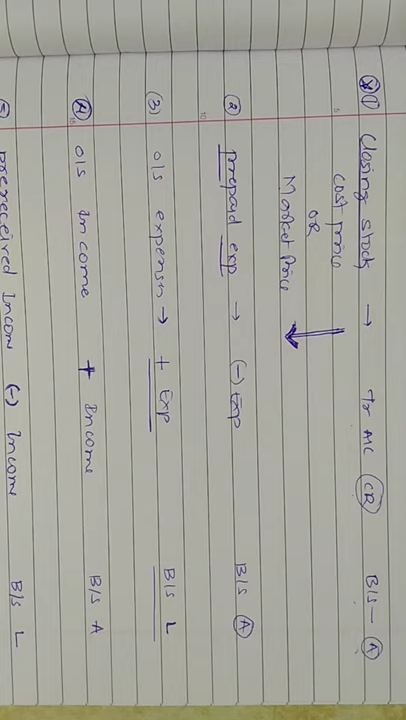 ① Closing stock → Tr A/C CR B/S - A
cost price
OR
Market Price
② prepaid exp → (-) Exp B/S A
(3) o/s expenses → + Exp B/S L
④ o/s Income + Income B/S A
5 prereceived Income (-) Income B/S L